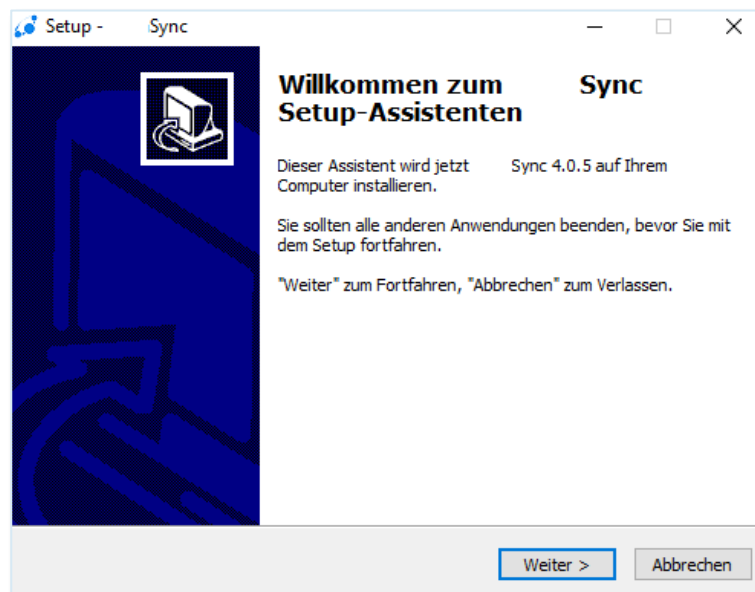 Setup - Sync
Willkommen zum Sync
Setup-Assistenten
Dieser Assistent wird jetzt Sync 4.0.5 auf Ihrem
Computer installieren.
Sie sollten alle anderen Anwendungen beenden, bevor Sie mit
dem Setup fortfahren.
"Weiter" zum Fortfahren, "Abbrechen" zum Verlassen.
Weiter >
Abbrechen